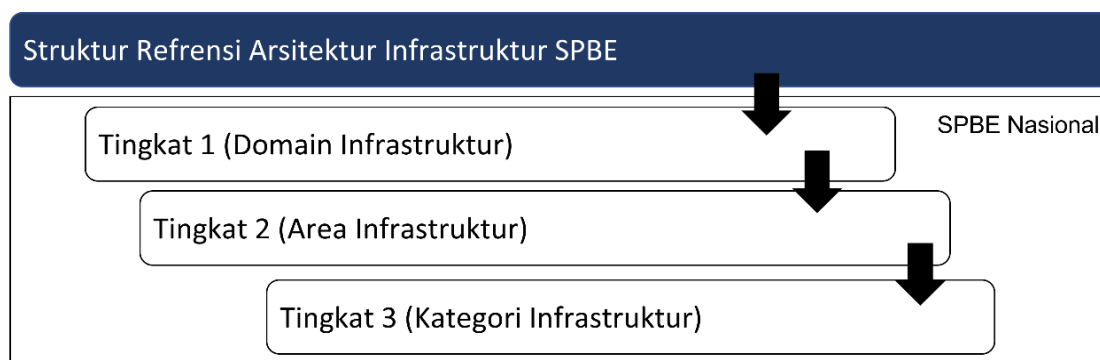 Struktur Refrensi Arsitektur Infrastruktur SPBE
SPBE Nasional
Tingkat 1 (Domain Infrastruktur)
Tingkat 2 (Area Infrastruktur)
Tingkat 3 (Kategori Infrastruktur)